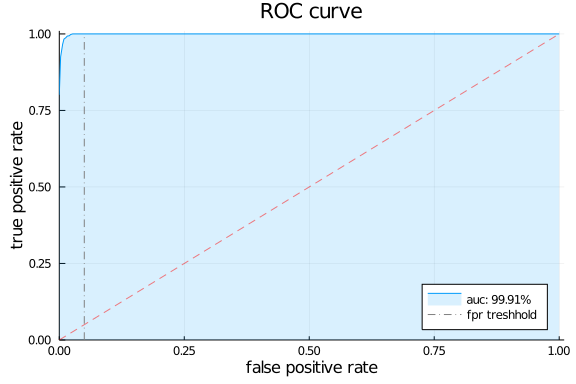 ROC curve
true positive rate
1.00
0.75
0.50
0.25
0.00
0.00
0.25
0.50
0.75
1.00
false positive rate
auc: 99.91%
fpr treshhold